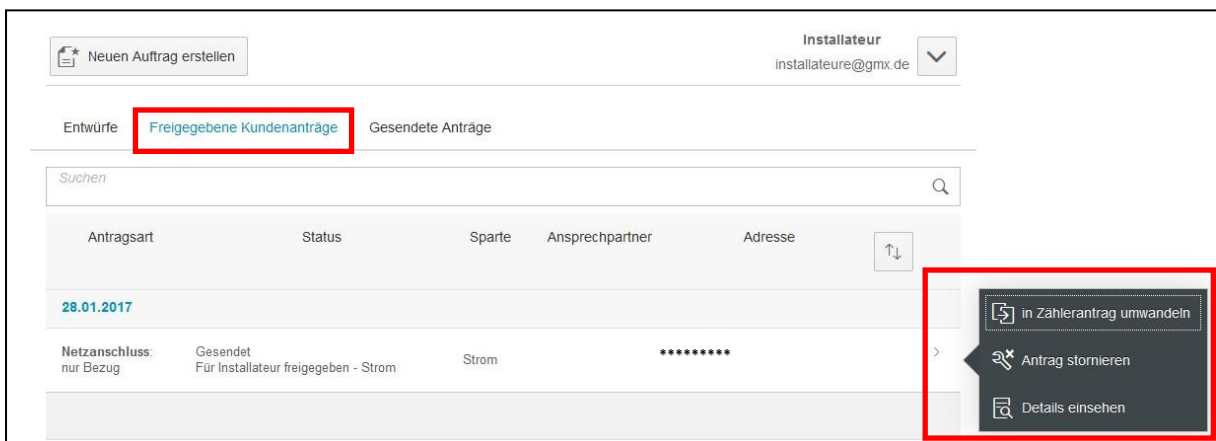 Neuen Auftrag erstellen
Installateur
installateure@gmx.de
Entwürfe Freigegebene Kundenanträge Gesendete Anträge
Suchen
Antragsart Status Sparte Ansprechpartner Adresse
28.01.2017
in Zählerantrag umwandeln
Netzanschluss: Gesendet
nur Bezug Für Installateur freigegeben - Strom Strom *********
Antrag stornieren
Details einsehen